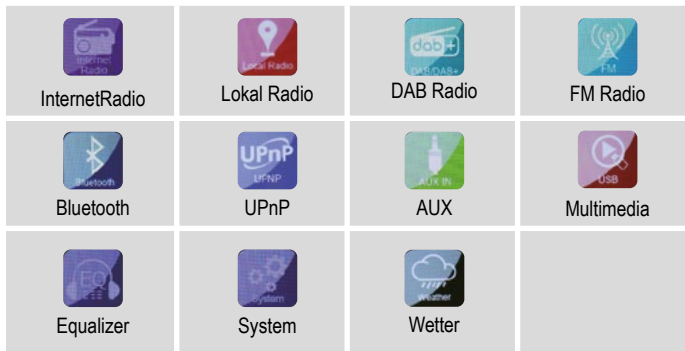 Internet
Radio
Local Radio
dab+
DAB/DAB+
FM
InternetRadio
Lokal Radio
DAB Radio
FM Radio
Bluetooth
UPnP
UPNP
AUX IN
USB
Bluetooth
UPnP
AUX
Multimedia
EQ
System
Weather
Equalizer
System
Wetter